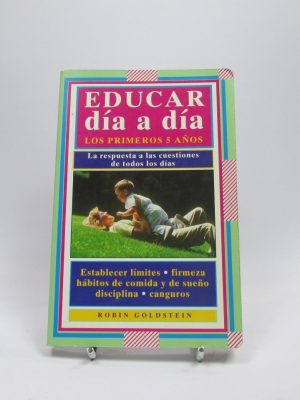 EDUCAR
día a día
LOS PRIMEROS 5 AÑOS
La respuesta a las cuestiones
de todos los días
Establecer límites • firmeza
hábitos de comida y de sueño
disciplina • canguros
ROBIN GOLDSTEIN